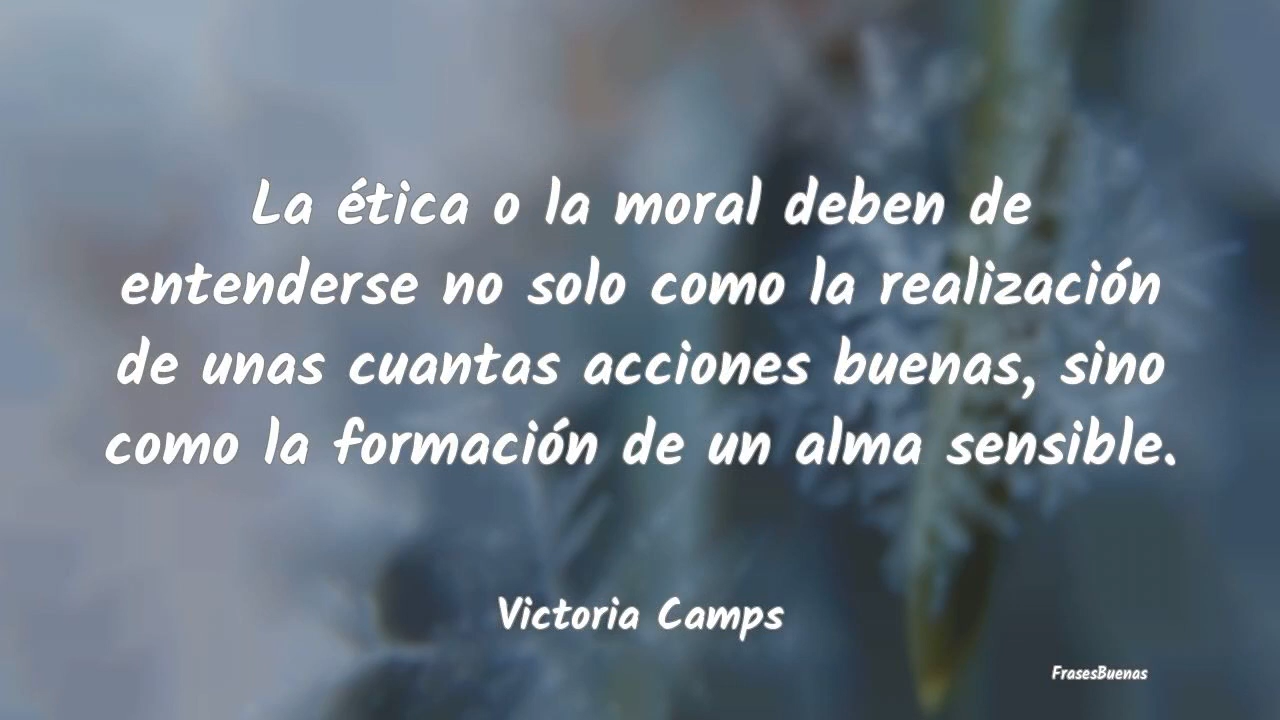 La ética o la moral deben de
entenderse no solo como la realización
de unas cuantas acciones buenas, sino
como la formación de un alma sensible.
Victoria Camps
FrasesBuenas